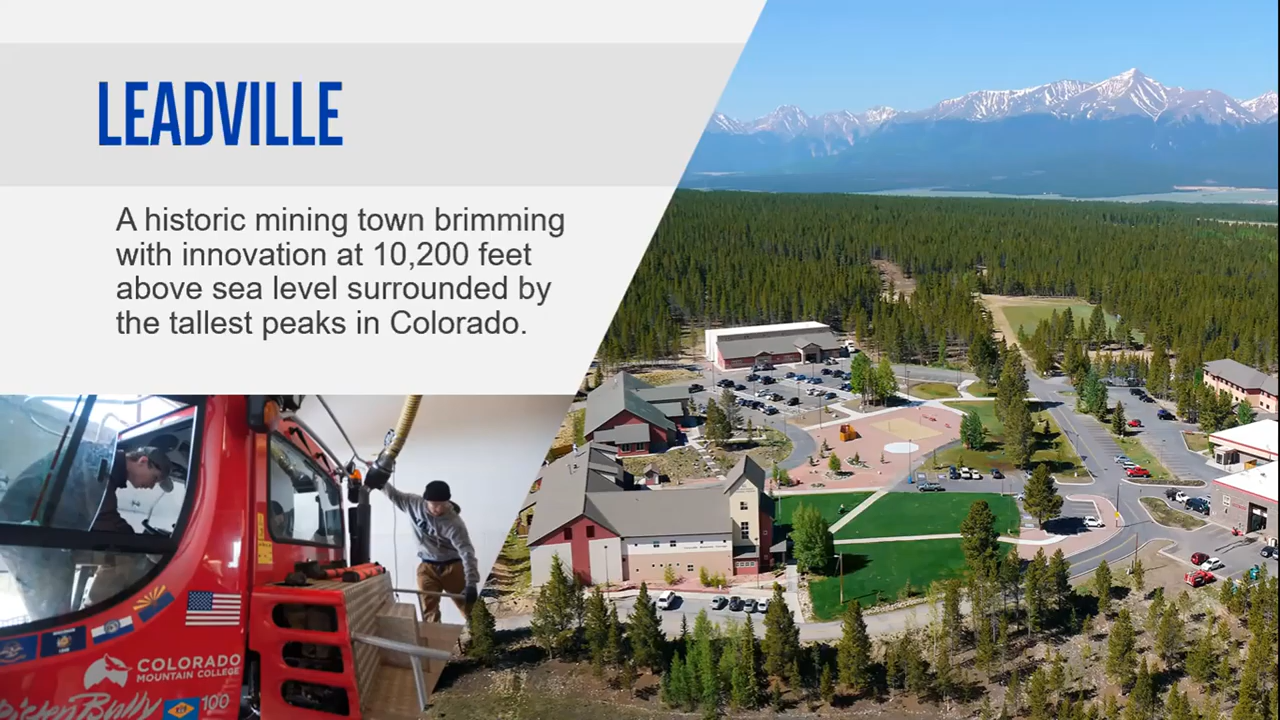 LEADVILLE
A historic mining town brimming
with innovation at 10,200 feet
above sea level surrounded by
the tallest peaks in Colorado.
COLORADO
MOUNTAIN COLLEGE
PistenBully
100